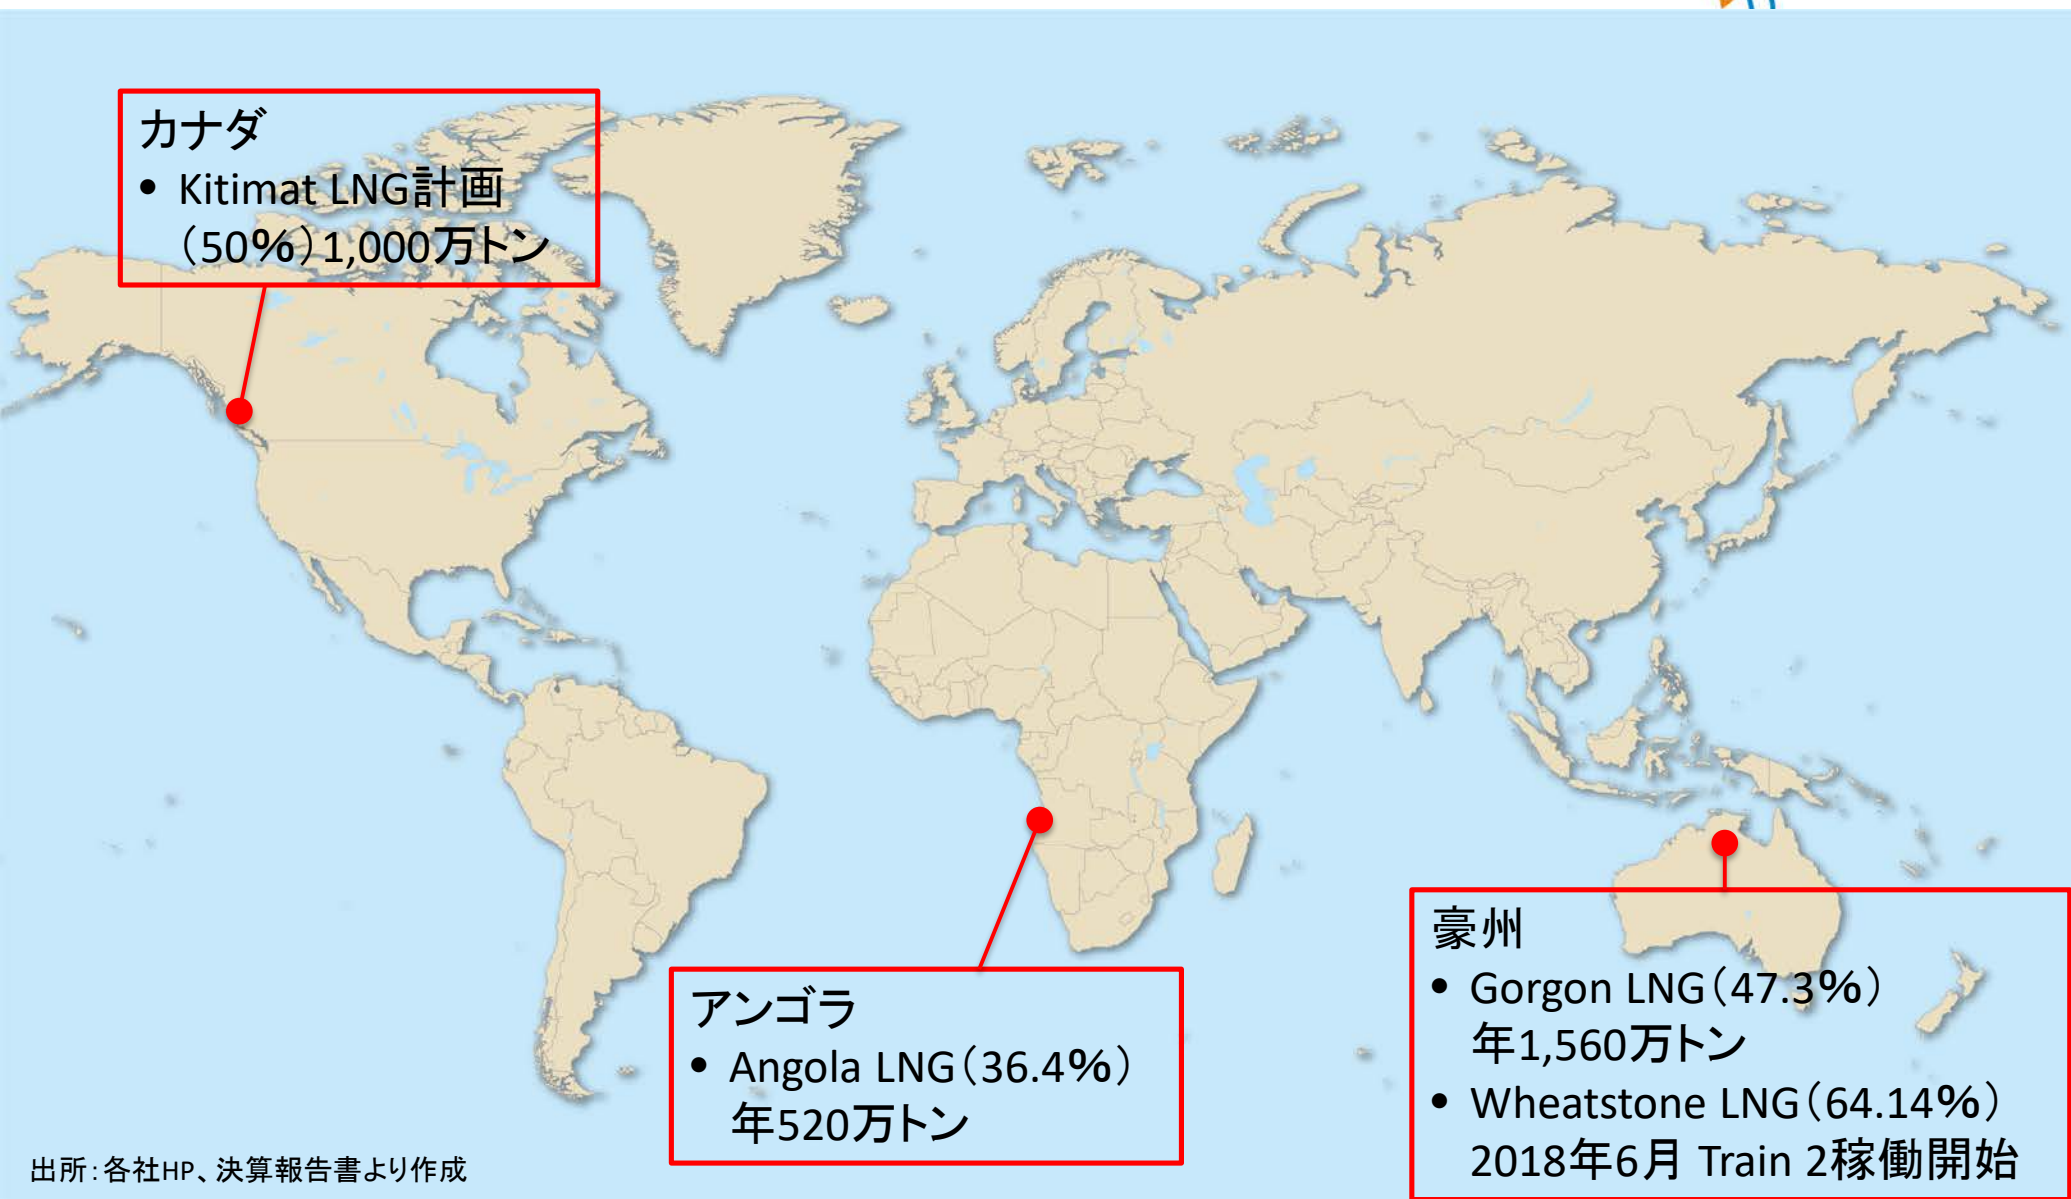 カナダ
• Kitimat LNG計画
（50%）1,000万トン
アンゴラ
• Angola LNG（36.4%）
年520万トン
豪州
• Gorgon LNG（47.3%）
年1,560万トン
• Wheatstone LNG（64.14%）
2018年6月 Train 2稼働開始
出所：各社HP、決算報告書より作成